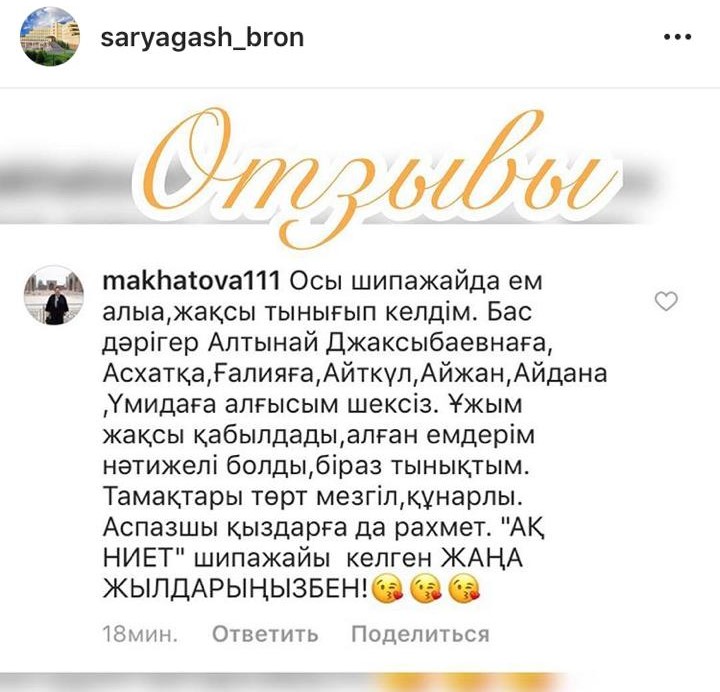 saryagash_bron
Отзывы
makhatova111 Осы шипажайда ем
алыа,жақсы тынығып келдім. Бас
дәрігер Алтынай Джаксыбаевнаға,
Асхатқа,Ғалияға,Айткүл,Айжан,Айдана
,Үмидаға алғысым шексіз. Ұжым
жақсы қабылдады,алған емдерім
нәтижелі болды,біраз тынықтым.
Тамақтары төрт мезгіл,құнарлы.
Аспазшы қыздарға да рахмет. "АҚ
НИЕТ" шипажайы келген ЖАҢА
ЖЫЛДАРЫҢЫЗБЕН!😘😘😘
18мин. Ответить Поделиться